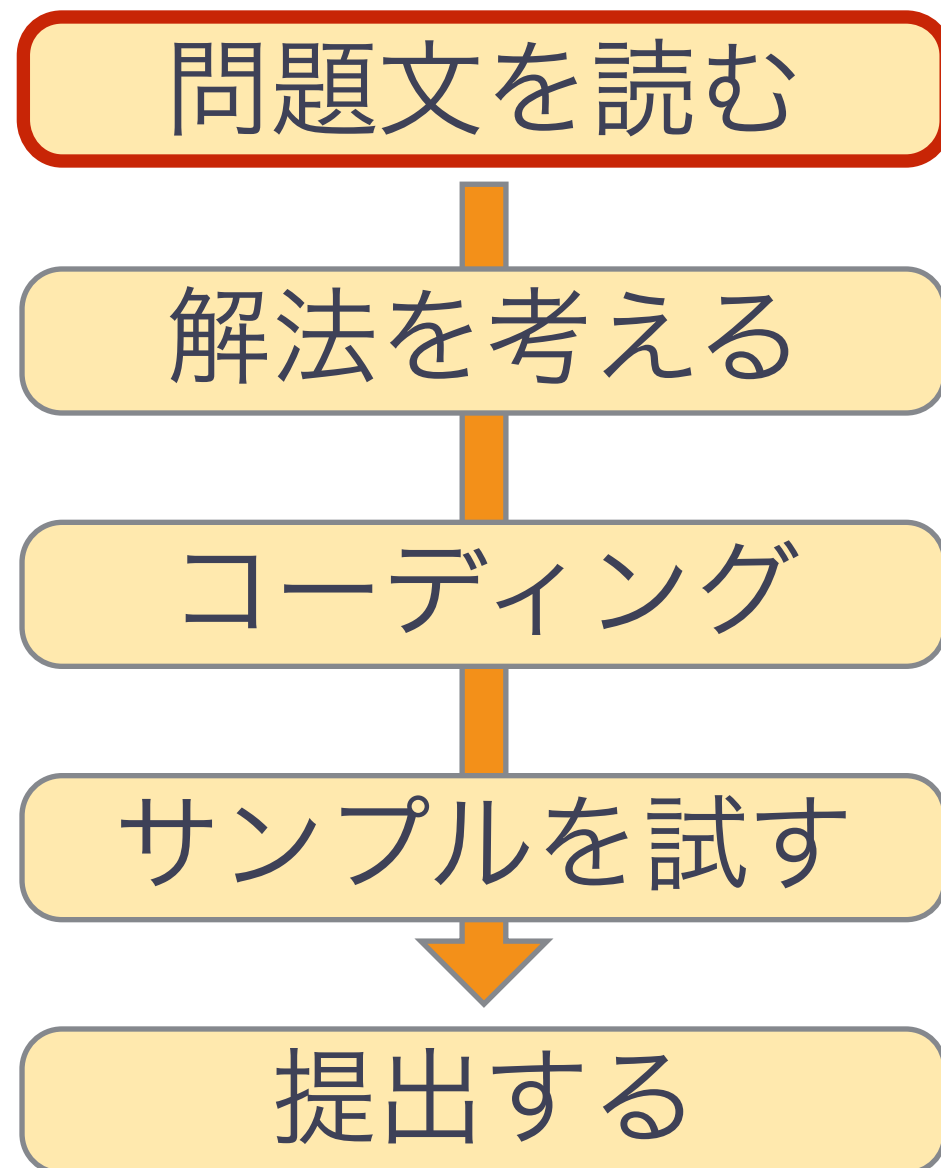 問題文を読む
解法を考える
コーディング
サンプルを試す
提出する